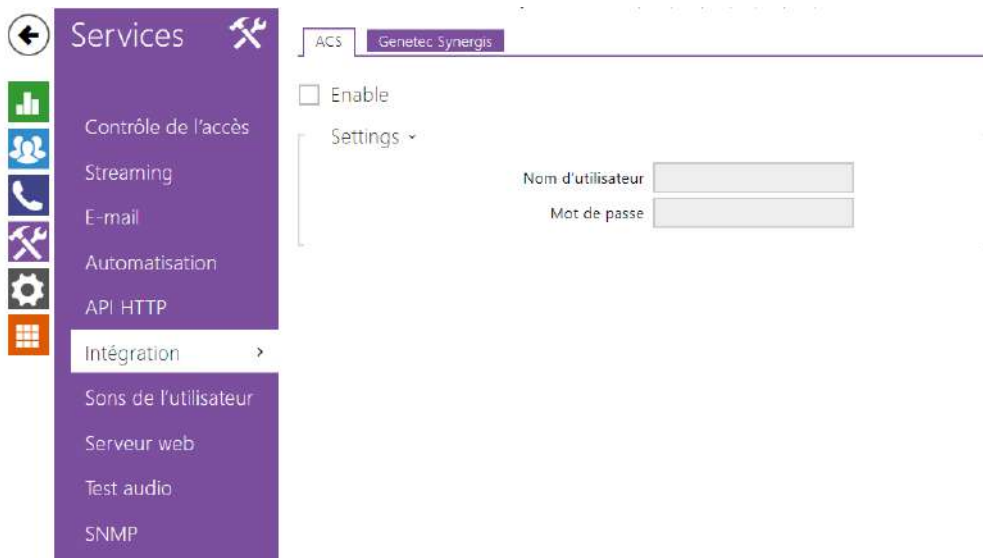 Services
Contrôle de l'accès
Streaming
E-mail
Automatisation
API HTTP
Intégration
Sons de l'utilisateur
Serveur web
Test audio
SNMP
ACS
Genetec Synergis
Enable
Settings
Nom d'utilisateur
Mot de passe